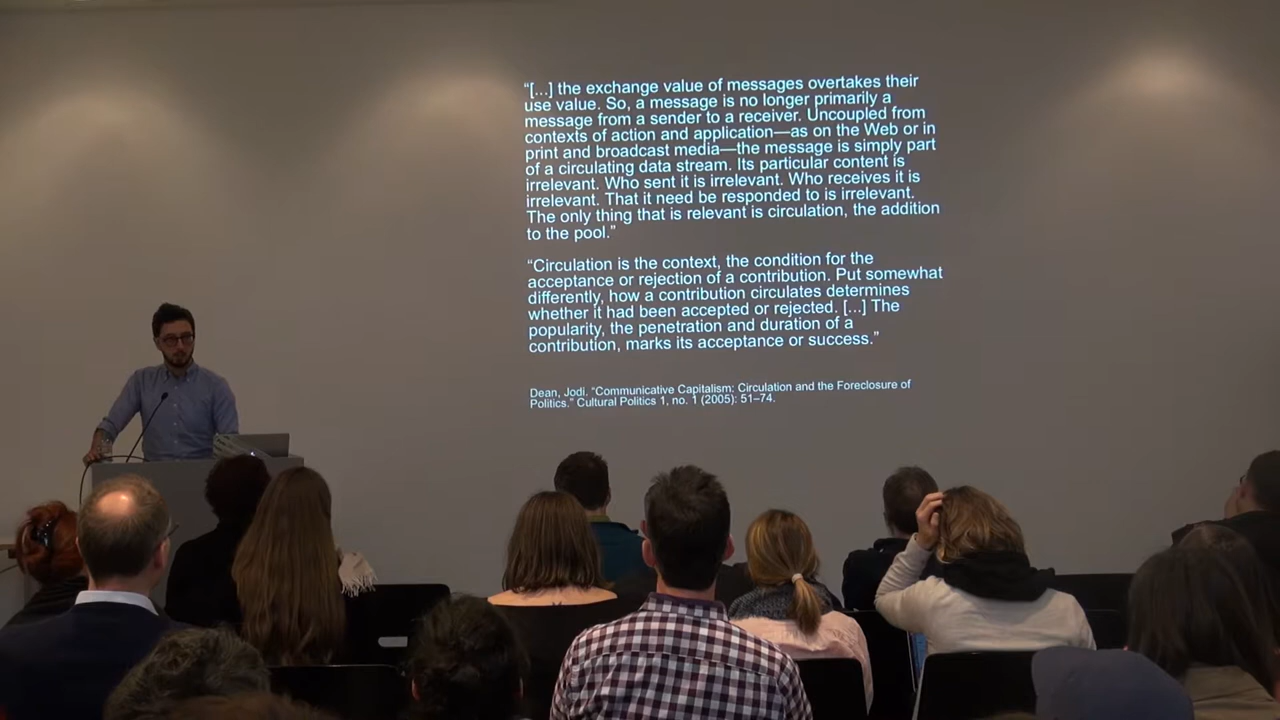 “[...] the exchange value of messages overtakes their
use value. So, a message is no longer primarily a
message from a sender to a receiver. Uncoupled from
contexts of action and application—as on the Web or in
print and broadcast media—the message is simply part
of a circulating data stream. Its particular content is
irrelevant. Who sent it is irrelevant. Who receives it is
irrelevant. That it need be responded to is irrelevant.
The only thing that is relevant is circulation, the addition
to the pool.”
“Circulation is the context, the condition for the
acceptance or rejection of a contribution. Put somewhat
differently, how a contribution circulates determines
whether it had been accepted or rejected. [...] The
popularity, the penetration and duration of a
contribution, marks its acceptance or success.”
Dean, Jodi. “Communicative Capitalism: Circulation and the Foreclosure of
Politics.” Cultural Politics 1, no. 1 (2005): 51–74.